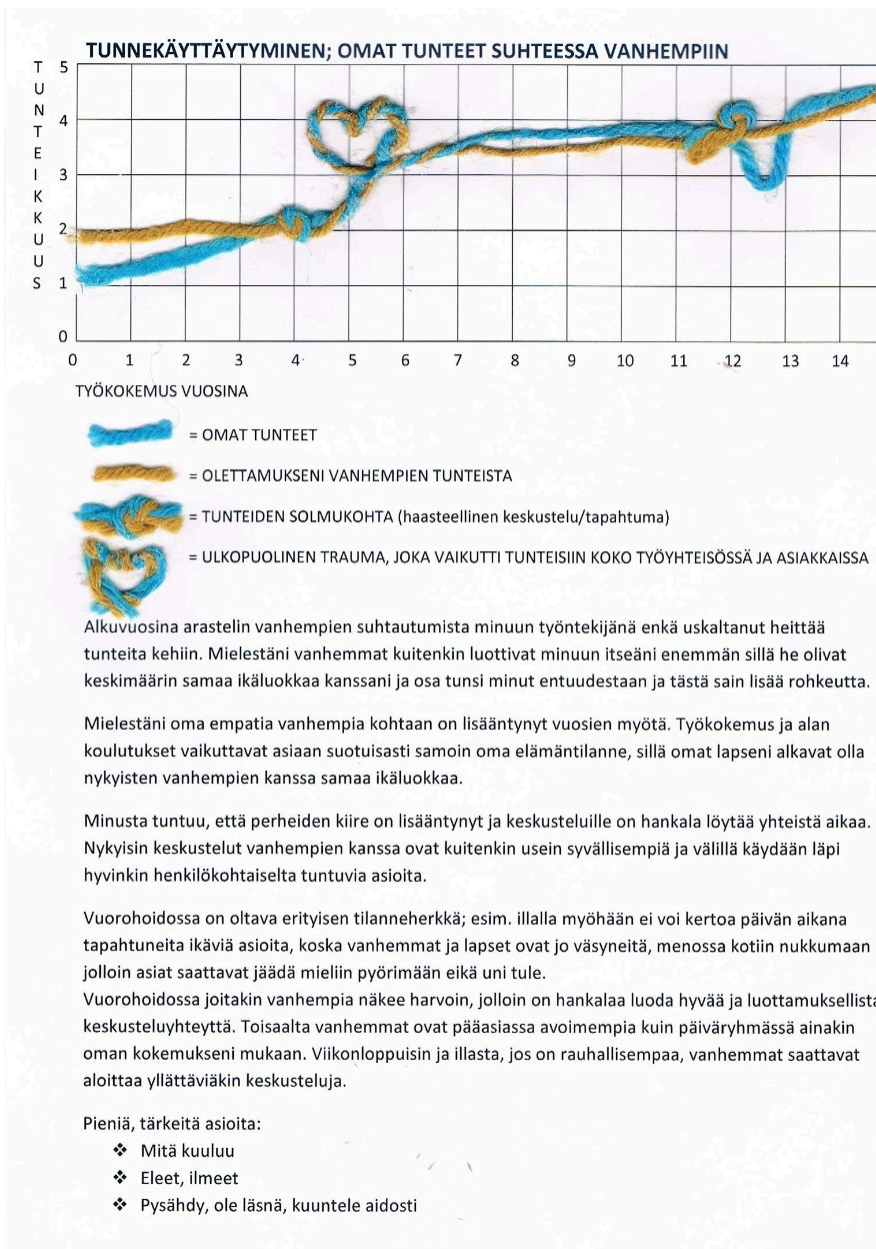 TUNNEKÄYTTÄYTYMINEN; OMAT TUNTEET SUHTEESSA VANHEMPIIN
TUNTEIKKUUS
5
4
3
2
1
0
0 1 2 3 4 5 6 7 8 9 10 11 12 13 14
TYÖKOKEMUS VUOSINA
= OMAT TUNTEET
= OLETTAMUKSENI VANHEMPIEN TUNTEISTA
= TUNTEIDEN SOLMUKOHTA (haasteellinen keskustelu/tapahtuma)
= ULKOPUOLINEN TRAUMA, JOKA VAIKUTTI TUNTEISIIN KOKO TYÖYHTEISÖSSÄ JA ASIAKKAISSA
Alkuvuosina arastelin vanhempien suhtautumista minuun työntekijänä enkä uskaltanut heittää
tunteita kehiin. Mielestäni vanhemmat kuitenkin luottivat minuun itseäni enemmän sillä he olivat
keskimäärin samaa ikäluokkaa kanssani ja osa tunsi minut entuudestaan ja tästä sain lisää rohkeutta.
Mielestäni oma empatia vanhempia kohtaan on lisääntynyt vuosien myötä. Työkokemus ja alan
koulutukset vaikuttavat asiaan suotuisasti samoin oma elämäntilanne, sillä omat lapseni alkavat olla
nykyisten vanhempien kanssa samaa ikäluokkaa.
Minusta tuntuu, että perheiden kiire on lisääntynyt ja keskusteluille on hankala löytää yhteistä aikaa.
Nykyisin keskustelut vanhempien kanssa ovat kuitenkin usein syvällisempiä ja välillä käydään läpi
hyvinkin henkilökohtaiselta tuntuvia asioita.
Vuorohoidossa on oltava erityisen tilanneherkkä; esim. illalla myöhään ei voi kertoa päivän aikana
tapahtuneita ikäviä asioita, koska vanhemmat ja lapset ovat jo väsyneitä, menossa kotiin nukkumaan
jolloin asiat saattavat jäädä mieliin pyörimään eikä uni tule.
Vuorohoidossa joitakin vanhempia näkee harvoin, jolloin on hankalaa luoda hyvää ja luottamuksellista
keskusteluyhteyttä. Toisaalta vanhemmat ovat pääasiassa avoimempia kuin päiväryhmässä ainakin
oman kokemukseni mukaan. Viikonloppuisin ja illasta, jos on rauhallisempaa, vanhemmat saattavat
aloittaa yllättäviäkin keskusteluja.
Pieniä, tärkeitä asioita:
❖ Mitä kuuluu
❖ Eleet, ilmeet
❖ Pysähdy, ole läsnä, kuuntele aidosti